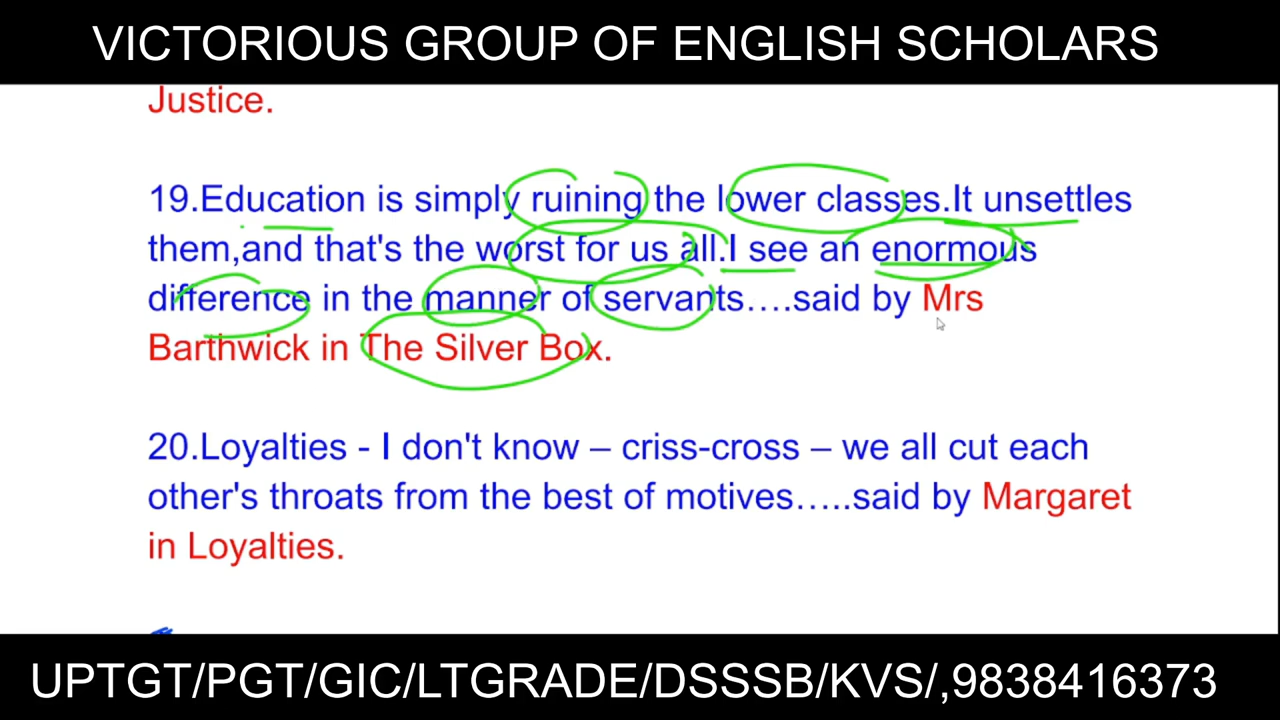 VICTORIOUS GROUP OF ENGLISH SCHOLARS
Justice.
19.Education is simply ruining the lower classes.It unsettles
them,and that's the worst for us all.I see an enormous
difference in the manner of servants….said by Mrs
Barthwick in The Silver Box.
20.Loyalties - I don't know – criss-cross – we all cut each
other's throats from the best of motives…..said by Margaret
in Loyalties.
UPTGT/PGT/GIC/LTGRADE/DSSSB/KVS/,9838416373